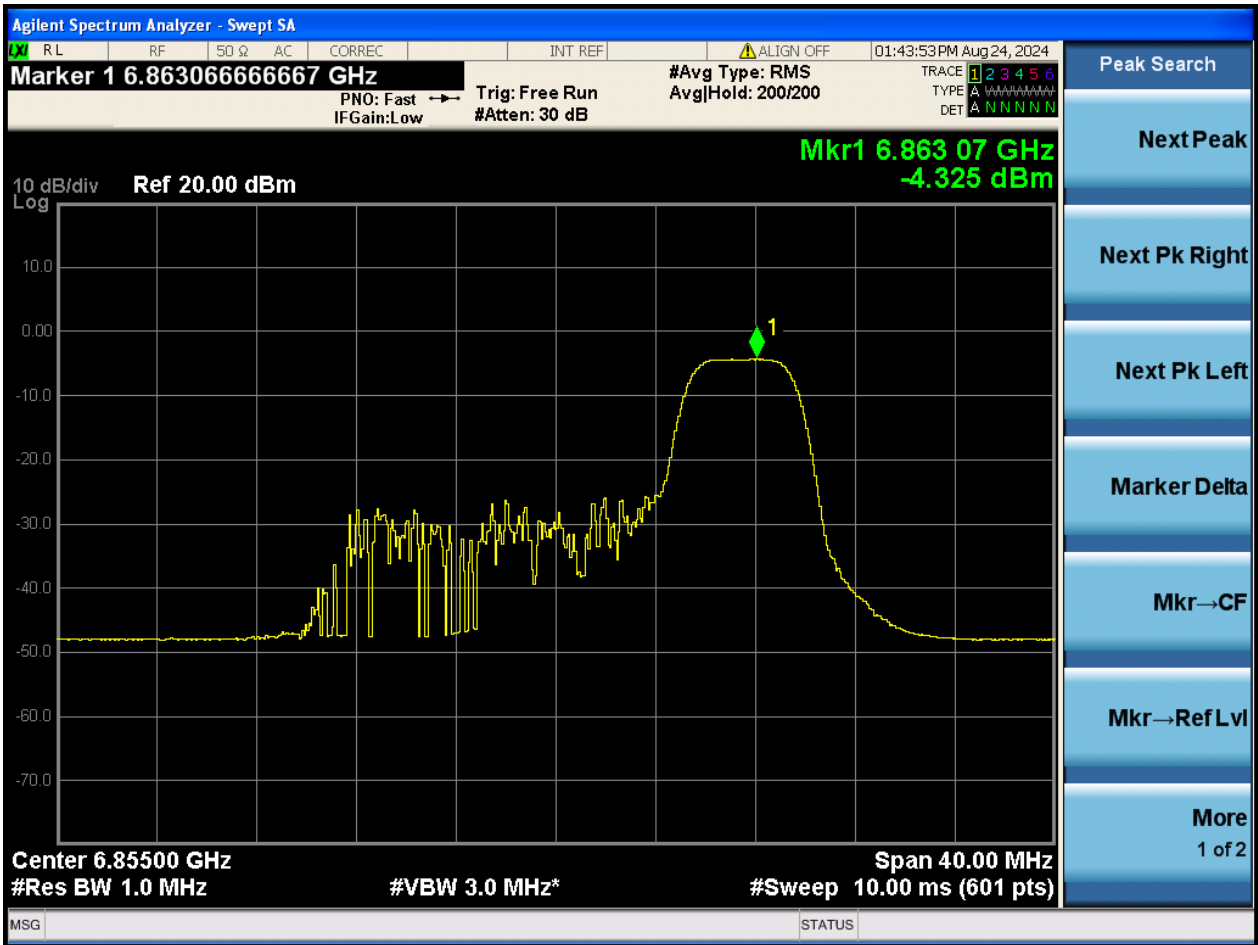 Agilent Spectrum Analyzer - Swept SA
LXI RL RF 50 Ω AC CORREC INT REF ALIGN OFF 01:43:53 PM Aug 24, 2024
Marker 1 6.863066666667 GHz
PNO: Fast
IFGain:Low
Trig: Free Run
#Atten: 30 dB
#Avg Type: RMS
Avg|Hold: 200/200
TRACE 1 2 3 4 5 6
TYPE A
DET A N N N N N
Mkr1 6.863 07 GHz
-4.325 dBm
10 dB/div Ref 20.00 dBm
Log
10.0
0.00
-10.0
-20.0
-30.0
-40.0
-50.0
-60.0
-70.0
1
Center 6.85500 GHz Span 40.00 MHz
#Res BW 1.0 MHz #VBW 3.0 MHz* #Sweep 10.00 ms (601 pts)
MSG STATUS
Peak Search
Next Peak
Next Pk Right
Next Pk Left
Marker Delta
Mkr→CF
Mkr→Ref Lvl
More
1 of 2